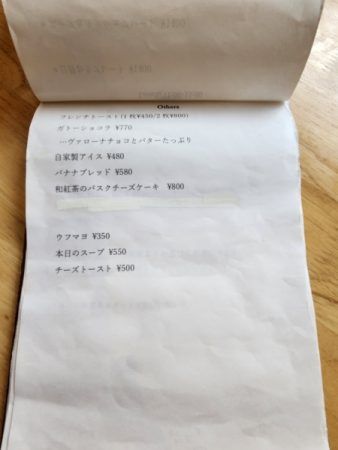 Others
フレンチトースト(1枚¥450/2枚¥800)
ガトーショコラ ¥770
…ヴァローナチョコとバターたっぷり
自家製アイス ¥480
バナナブレッド ¥580
和紅茶のバスクチーズケーキ ¥800
ウフマヨ ¥350
本日のスープ ¥550
チーズトースト ¥500